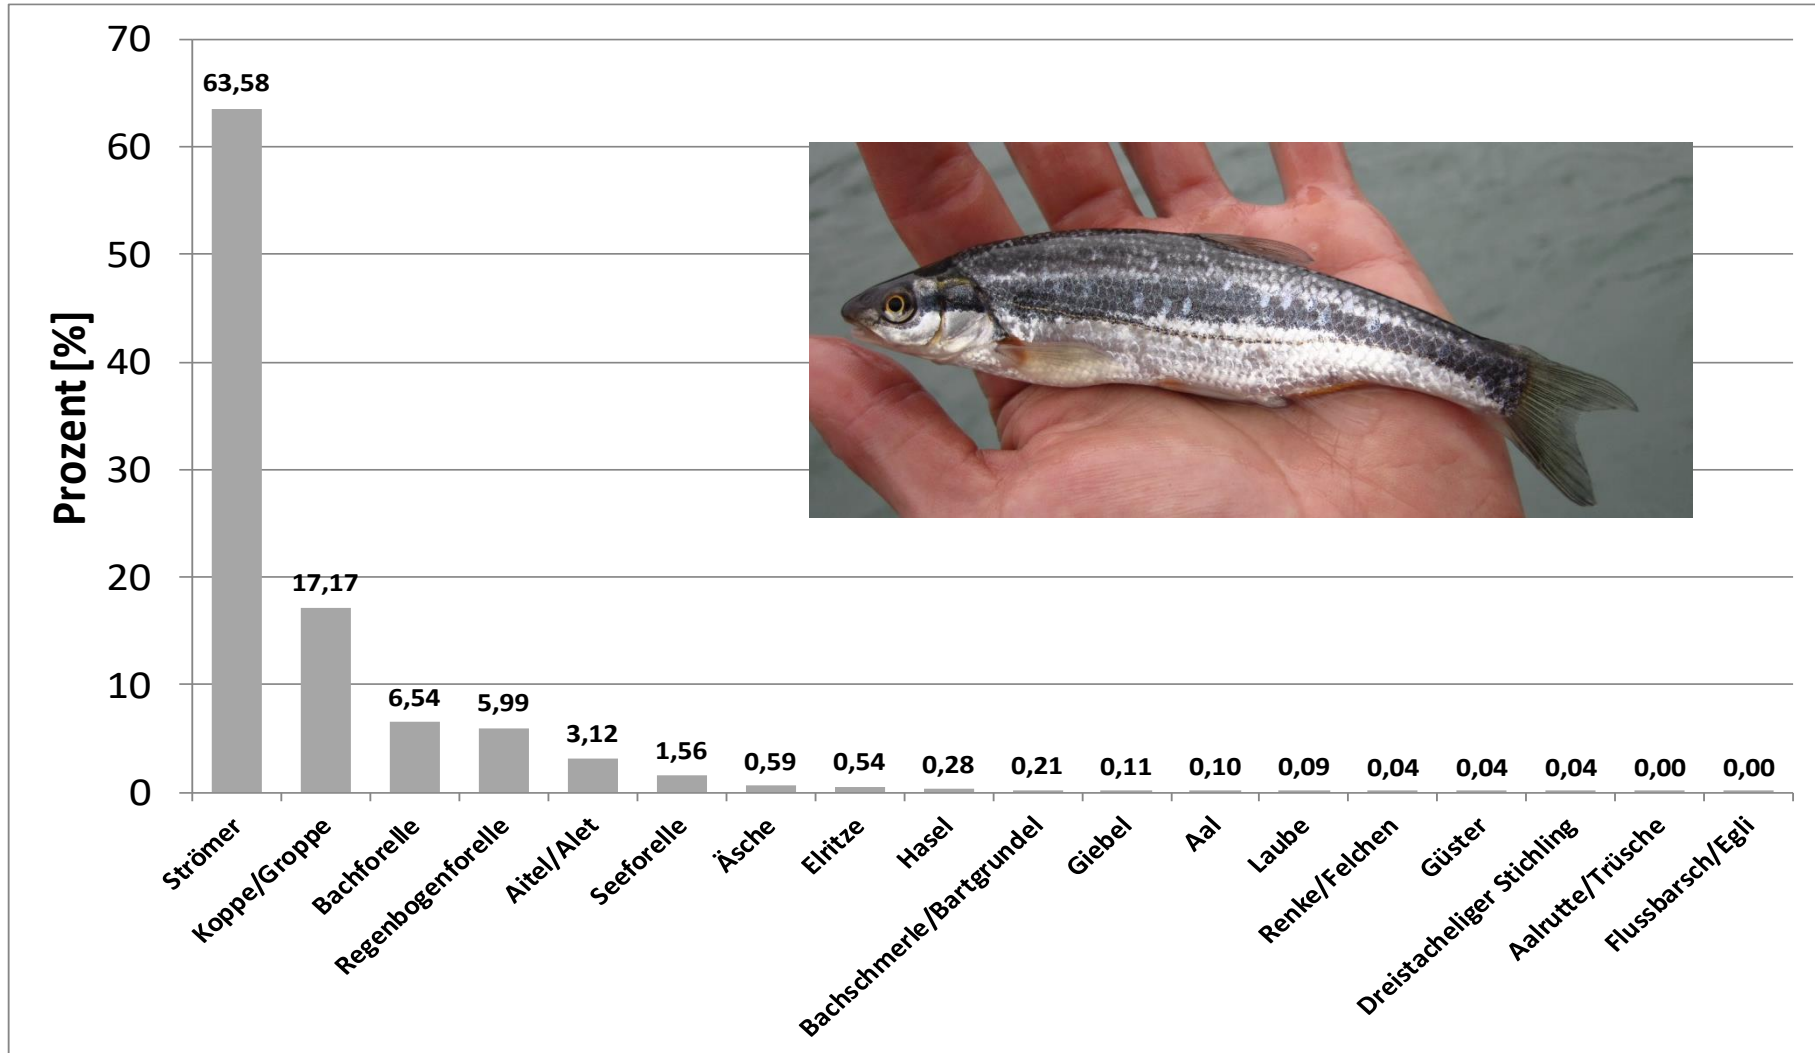 Prozent [%]
70
60
50
40
30
20
10
0
63,58
17,17
6,54
5,99
3,12
1,56
0,59
0,54
0,28
0,21
0,11
0,10
0,09
0,04
0,04
0,04
0,00
0,00
Strömer
Koppe/Groppe
Bachforelle
Regenbogenforelle
Aitel/Alet
Seeforelle
Äsche
Elritze
Hasel
Bachschmerle/Bartgrundel
Giebel
Aal
Laube
Renke/Felchen
Güster
Dreistacheliger Stichling
Aalrutte/Trüsche
Flussbarsch/Egli